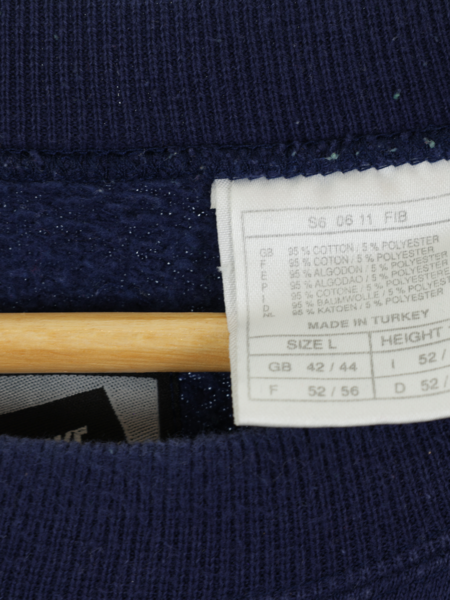 S6 06 11 FIB
GB 95 % COTTON / 5 % POLYESTER
F 95 % COTON / 5 % POLYESTER
E 95 % ALGODON / 5 % POLYESTER
P 95 % ALGODAO / 5 % POLYESTER
I 95 % COTONE / 5 % POLYESTER
D 95 % BAUMWOLLE / 5 % POLYESTER
NL 95 % KATOEN / 5 % POLYESTER
MADE IN TURKEY
SIZE L HEIGHT
GB 42 / 44 I 52 /
F 52 / 56 D 52 /